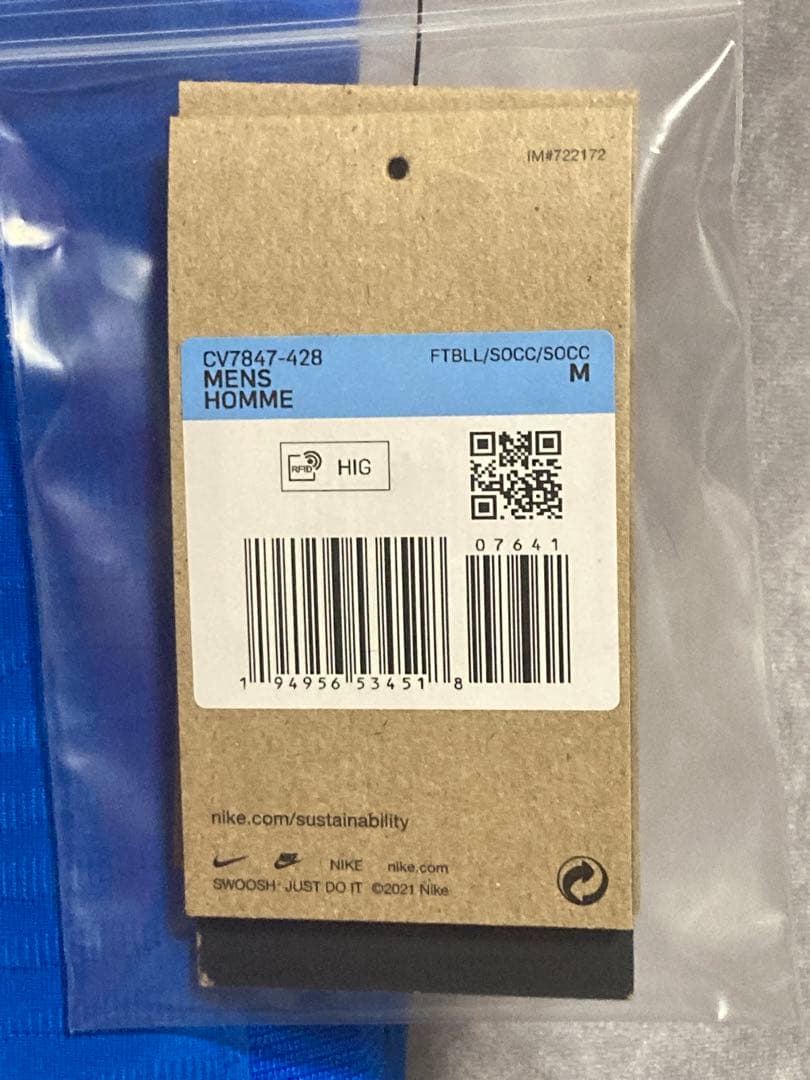 IM#722172
CV7847-428
FTBLL/SOCC/SOCC
MENS
M
HOMME
RFID HIG
07641
1 94956 53451 8
nike.com/sustainability
NIKE nike.com
SWOOSH JUST DO IT ©2021 Nike